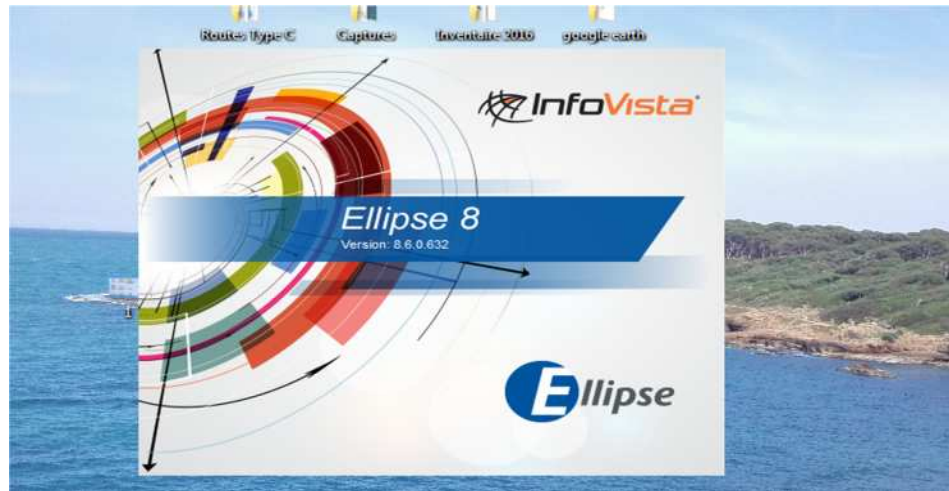 Routes Type C
Captures
Inventaire 2016
google earth
InfoVista
Ellipse 8
Version: 8.6.0.632
Ellipse